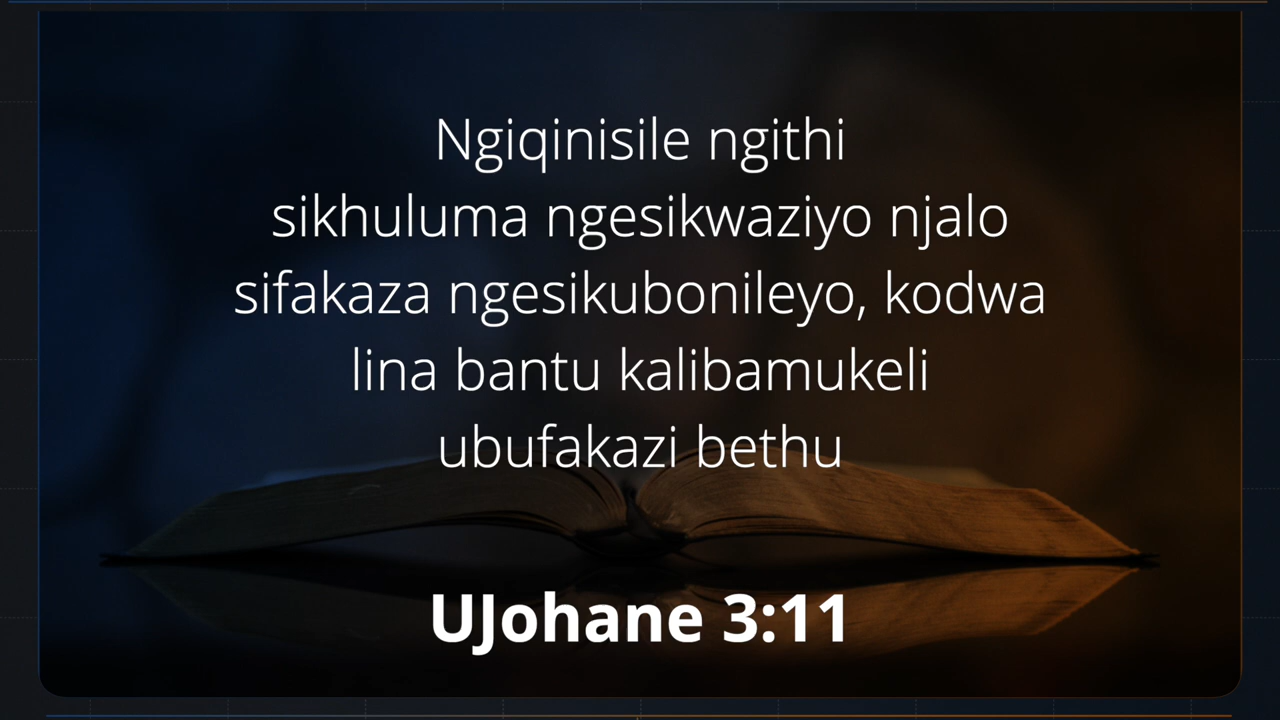 Ngiqinisile ngithi
sikhuluma ngesikwaziyo njalo
sifakaza ngesikubonileyo, kodwa
lina bantu kalibamukeli
ubufakazi bethu
UJohane 3:11